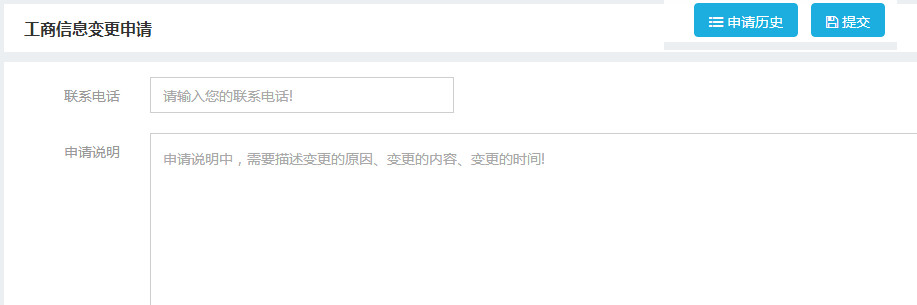 工商信息变更申请
申请历史
提交
联系电话
请输入您的联系电话!
申请说明
申请说明中，需要描述变更的原因、变更的内容、变更的时间!